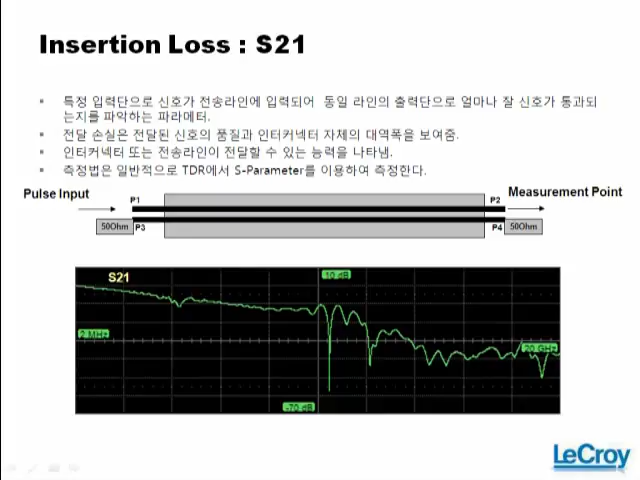 Insertion Loss : S21
▪ 특정 입력단으로 신호가 전송라인에 입력되어 동일 라인의 출력단으로 얼마나 잘 신호가 통과되
는지를 파악하는 파라메터.
▪ 전달 손실은 전달된 신호의 품질과 인터커넥터 자체의 대역폭을 보여줌.
▪ 인터커넥터 또는 전송라인이 전달할 수 있는 능력을 나타냄.
▪ 측정법은 일반적으로 TDR에서 S-Parameter를 이용하여 측정한다.
Pulse Input
Measurement Point
P1
P2
50Ohm
P3
P4
50Ohm
S21
10 dB
2 MHz
20 GHz
-70 dB
LeCroy